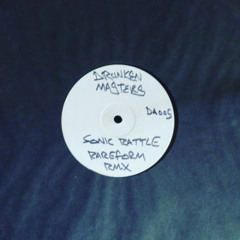 DRUNKEN
MASTERS
DA005
SONIC RATTLE
RAREFORM
RMX